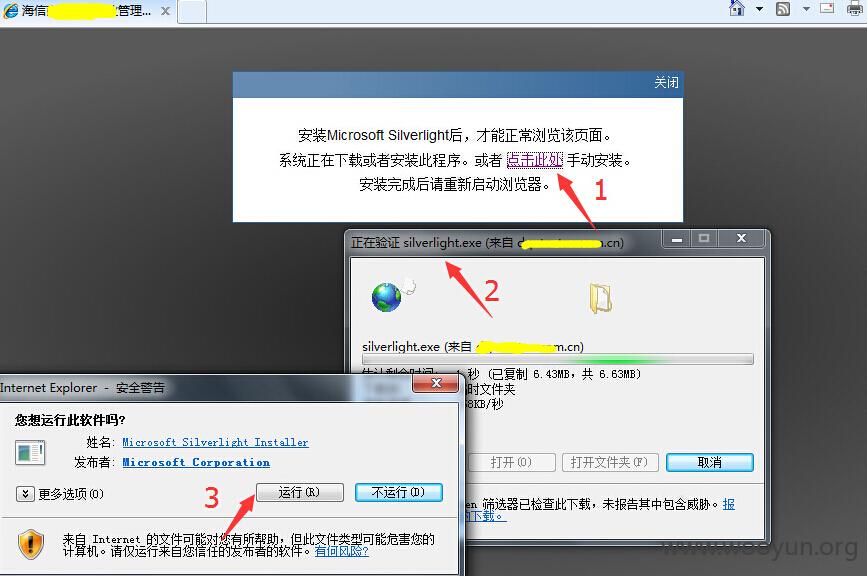 海信 管理...
关闭
安装Microsoft Silverlight后，才能正常浏览该页面。
系统正在下载或者安装此程序。或者 点击此处 手动安装。
安装完成后请重新启动浏览器。
1
正在验证 silverlight.exe (来自 .cn)
2
silverlight.exe (来自 m.cn)
秒 (已复制 6.43MB，共 6.63MB)
时文件夹
KB/秒
打开(O) 打开文件夹(F) 取消
筛选器已检查此下载，未报告其中包含威胁。报
的下载。
Internet Explorer - 安全警告
您想运行此软件吗?
姓名: Microsoft Silverlight Installer
发布者: Microsoft Corporation
更多选项(O) 3 运行(R) 不运行(D)
来自 Internet 的文件可能对您有所帮助，但此文件类型可能危害您的
计算机。请仅运行来自您信任的发布者的软件。有何风险?
www.wooyun.org